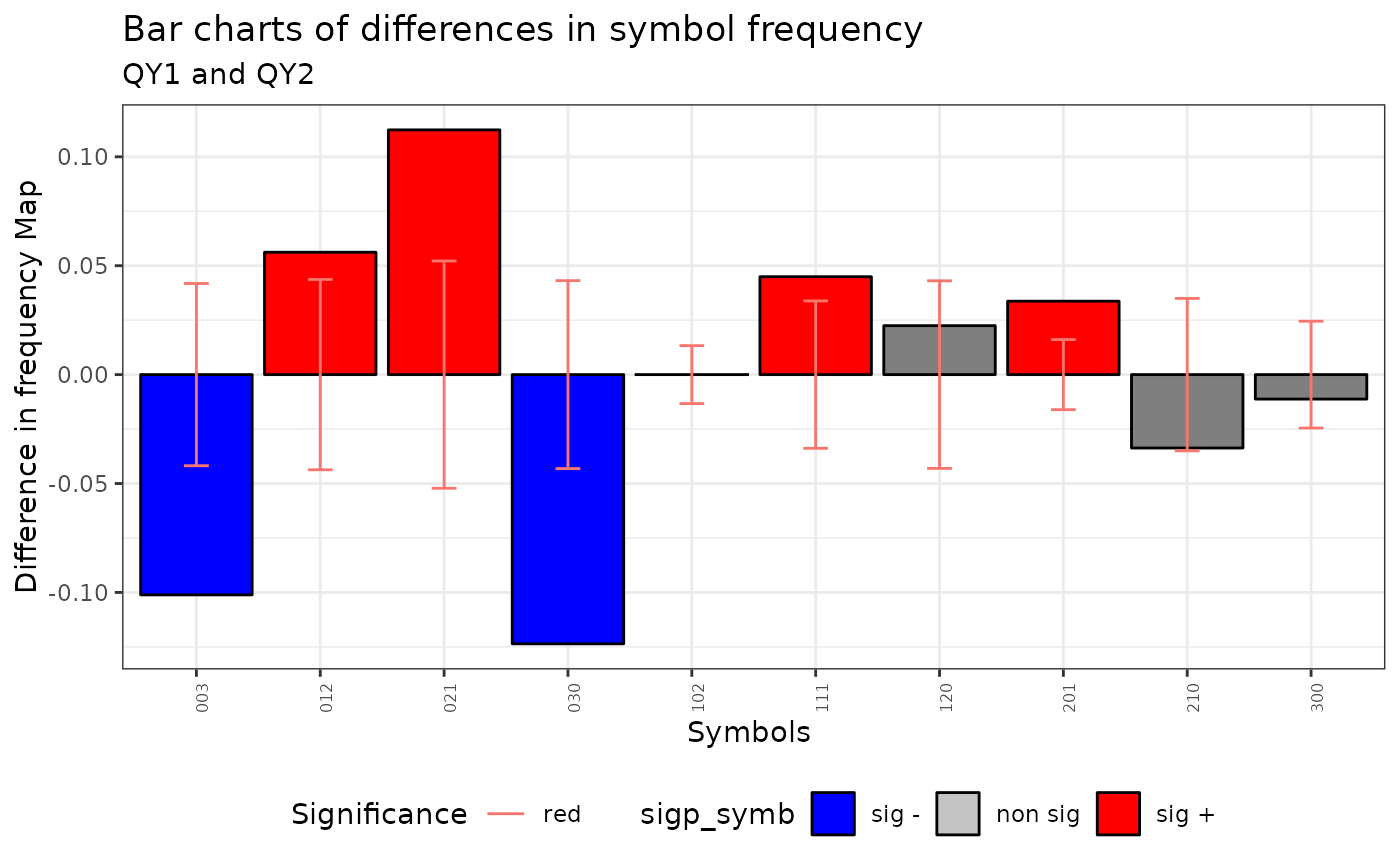 Bar charts of differences in symbol frequency
QY1 and QY2
Difference in frequency Map
0.10
0.05
0.00
-0.05
-0.10
003 012 021 030 102 111 120 201 210 300
Symbols
Significance red sigp_symb sig - non sig sig +